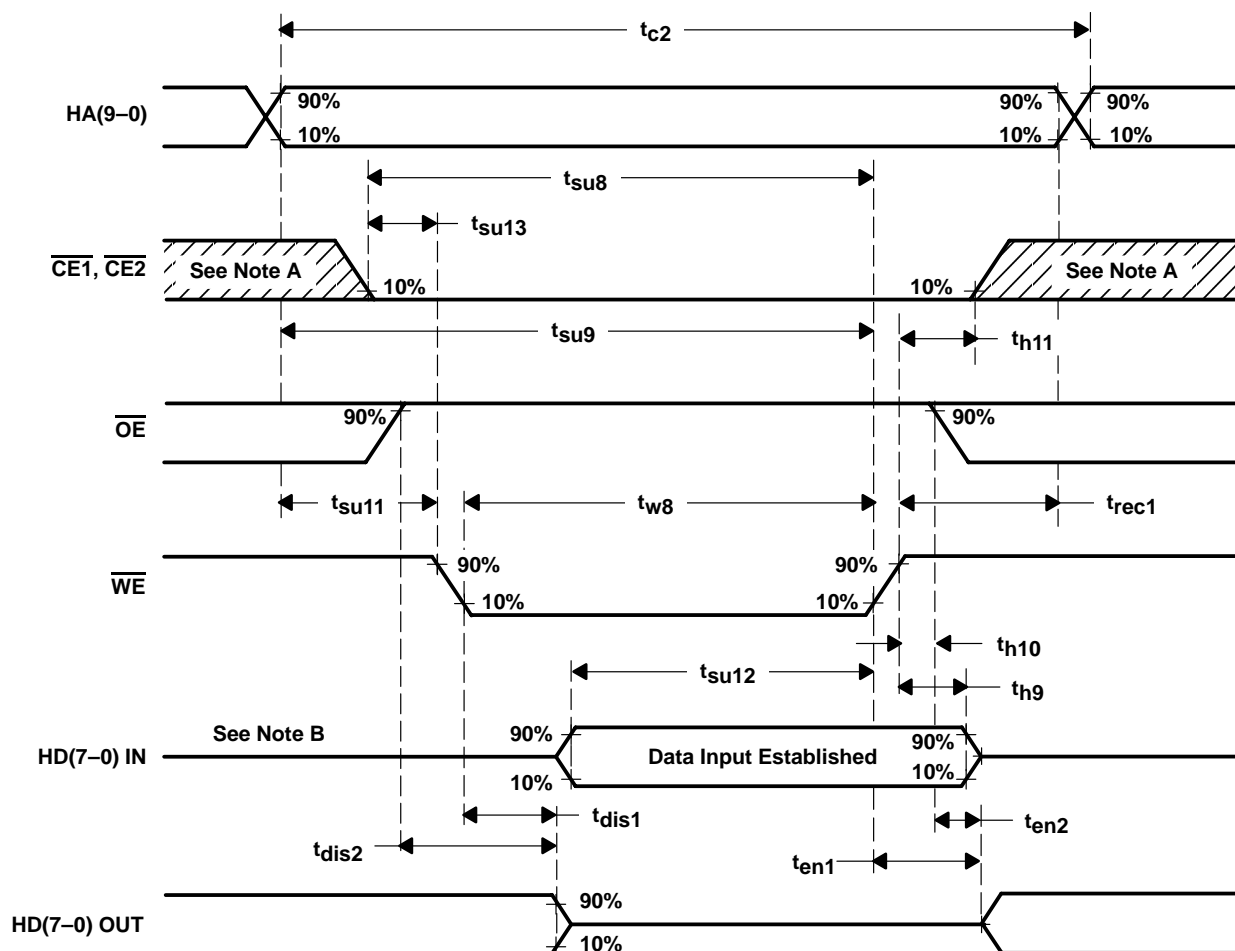 tc2
HA(9–0)
90%
90%
90%
10%
10%
10%
tsu8
tsu13
CE1, CE2
See Note A
See Note A
10%
10%
tsu9
th11
OE
90%
90%
tsu11
tw8
trec1
WE
90%
90%
10%
10%
th10
tsu12
th9
See Note B
HD(7–0) IN
90%
Data Input Established
90%
10%
10%
tdis1
ten2
tdis2
ten1
HD(7–0) OUT
90%
10%